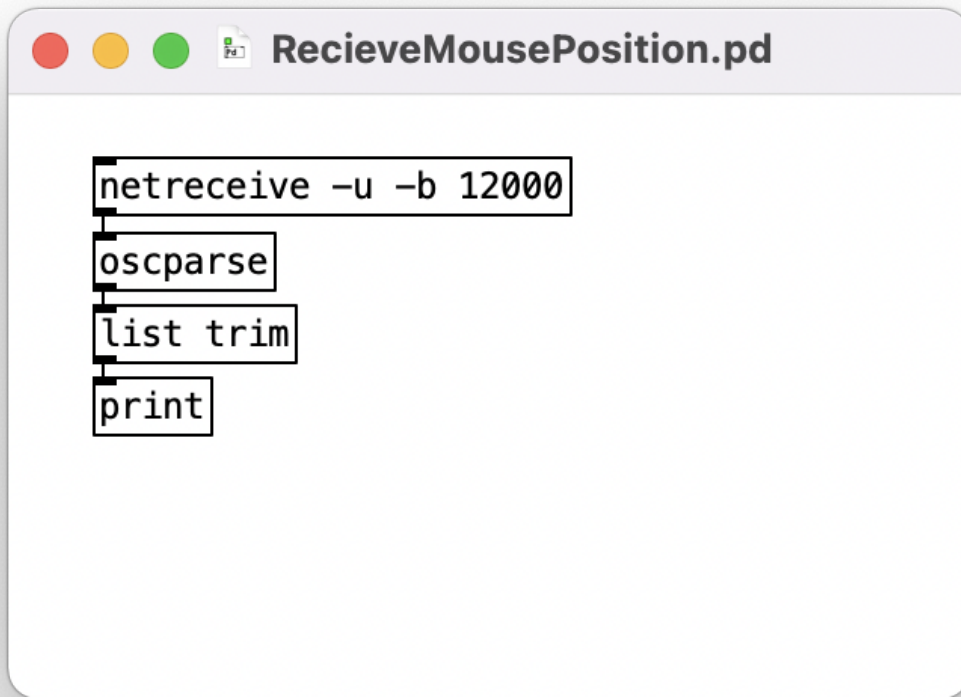 RecieveMousePosition.pd
netreceive -u -b 12000
oscparse
list trim
print